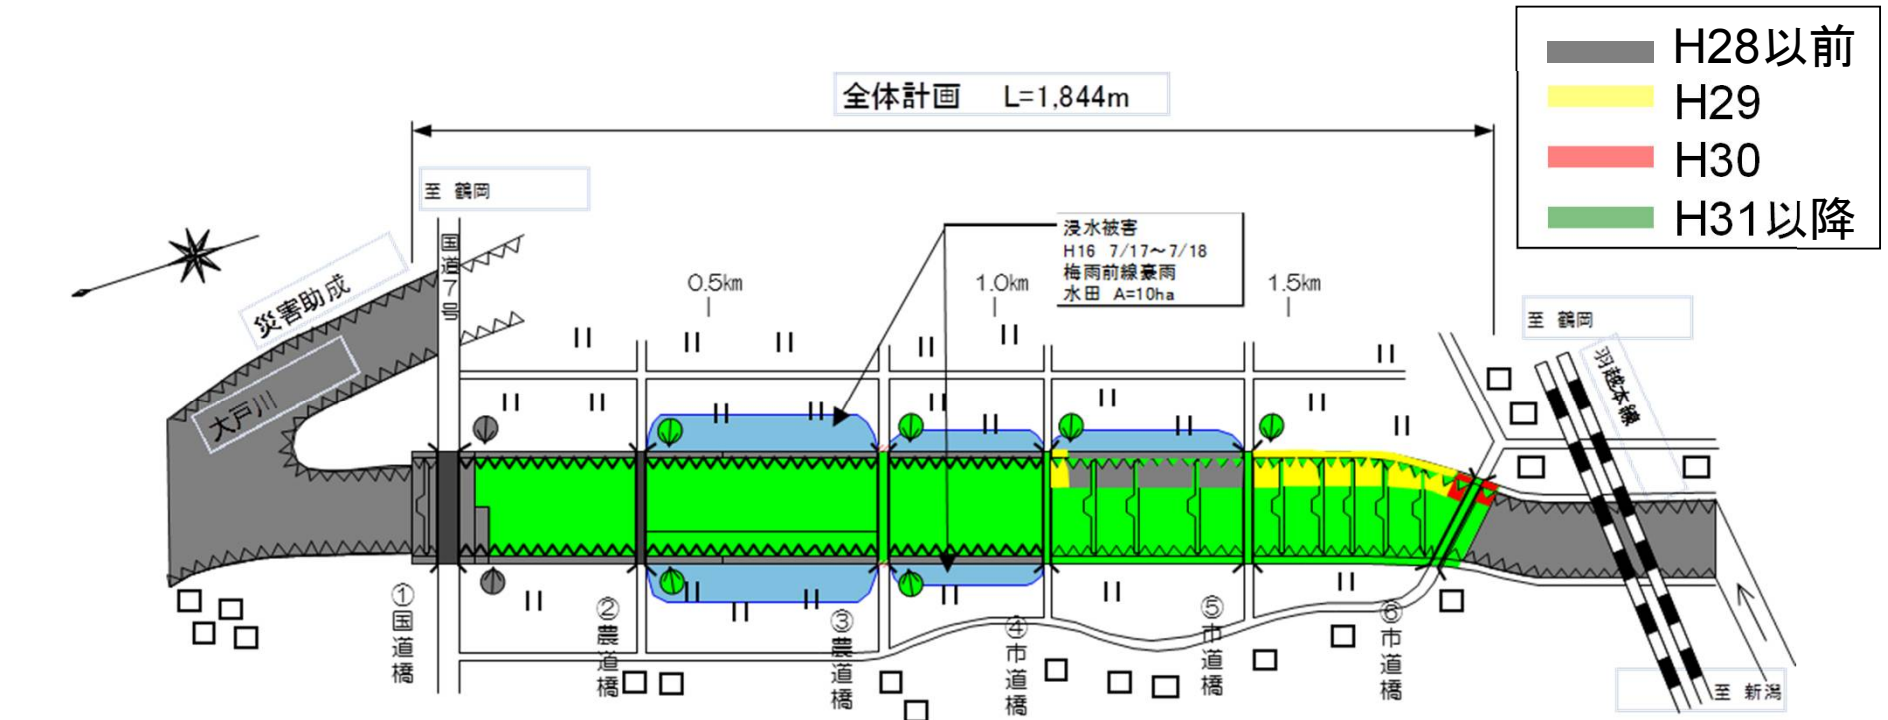 H28以前
H29
H30
H31以降
全体計画 L=1,844m
至 鶴岡
国道7号
災害助成
大戸川
浸水被害
H16 7/17～7/18
梅雨前線豪雨
水田 A=10ha
0.5km
1.0km
1.5km
至 鶴岡
羽越本線
①国道橋
②農道橋
③農道橋
④市道橋
⑤市道橋
⑥市道橋
至 新潟